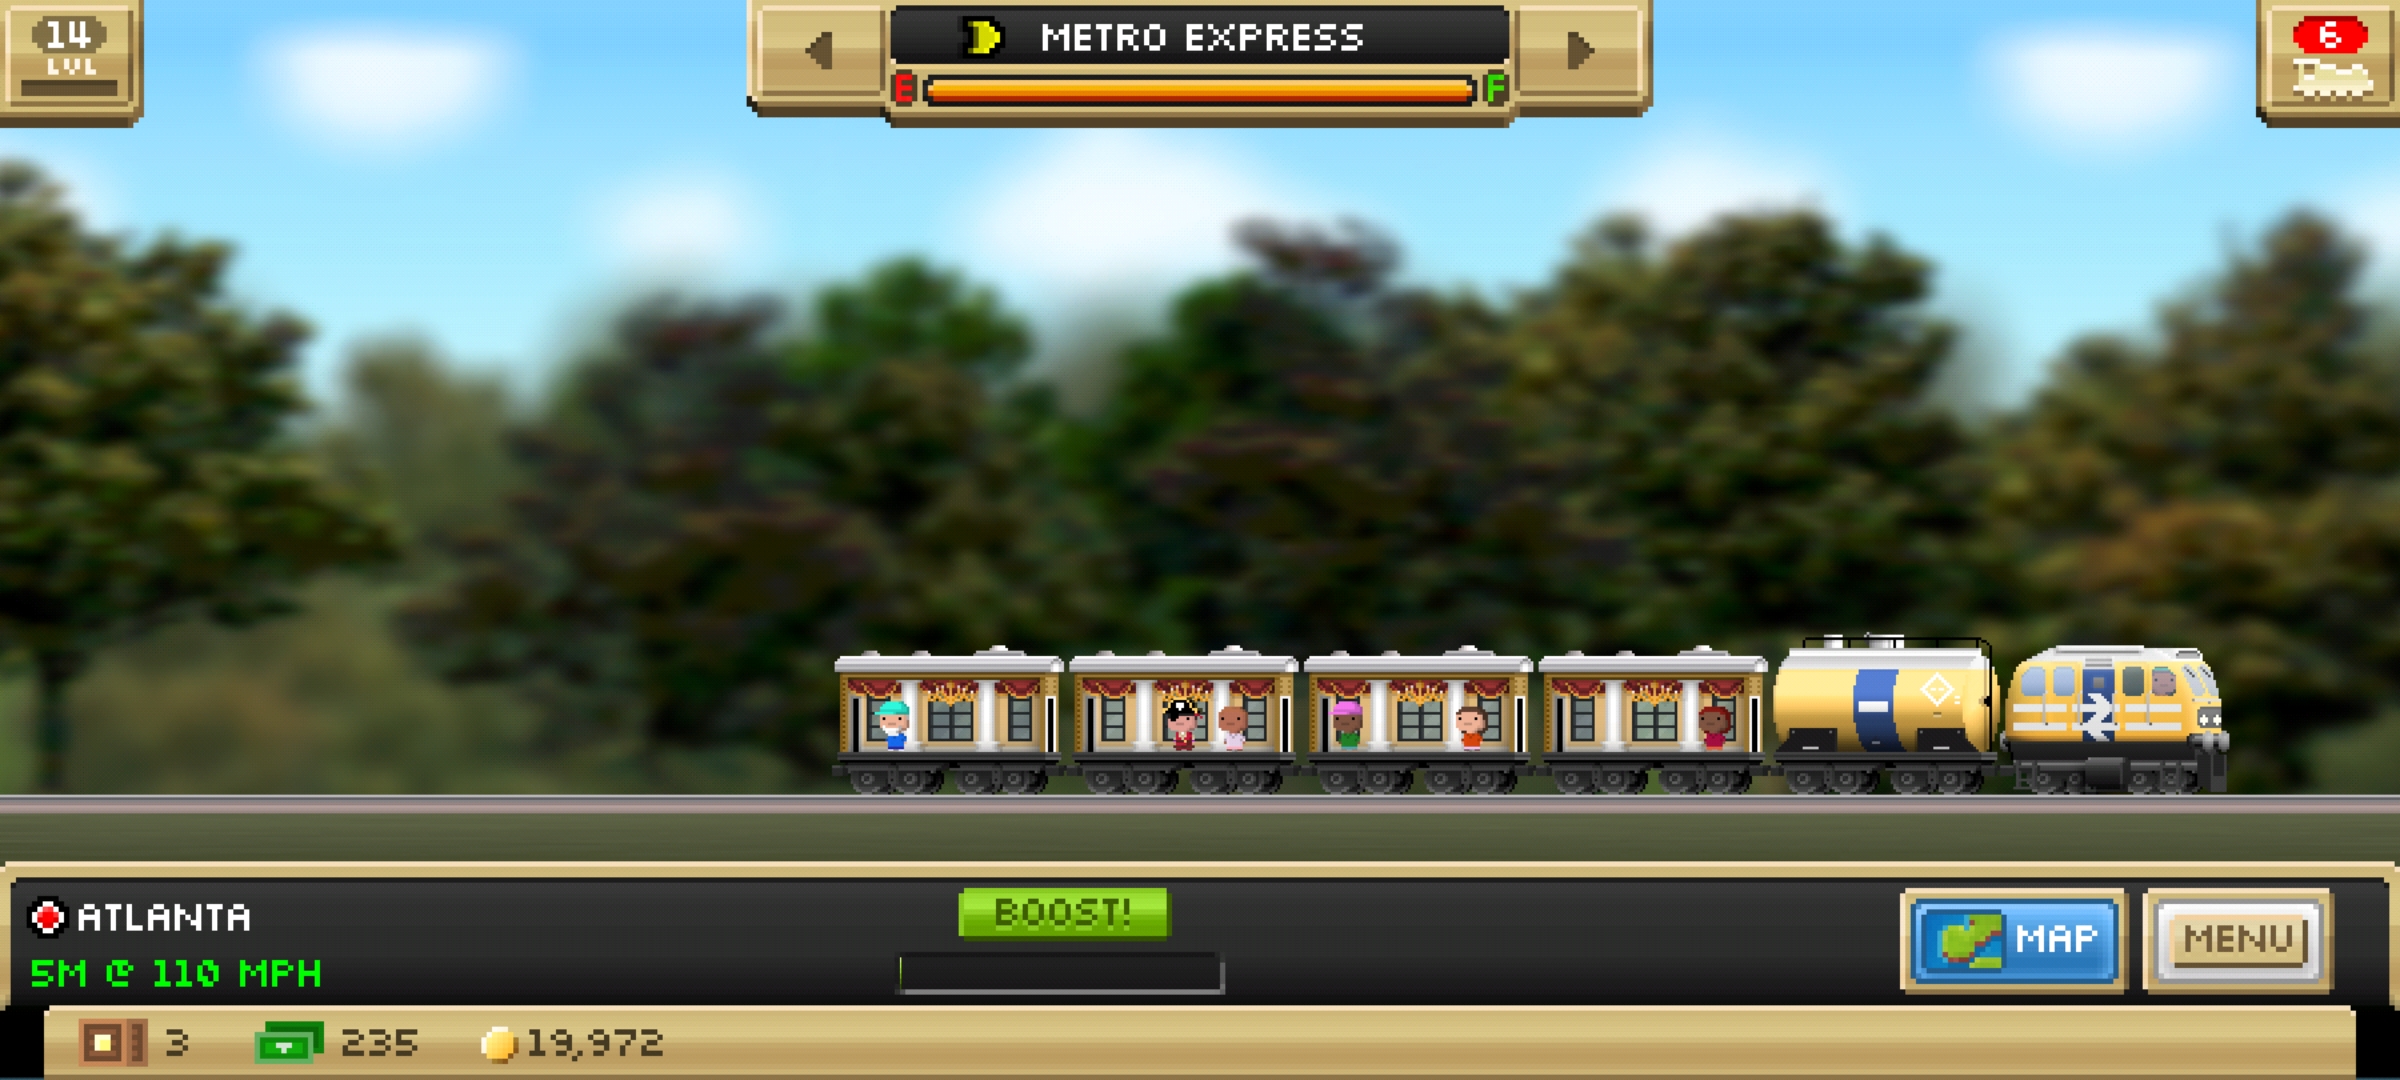 14
LVL
METRO EXPRESS
E F
6
ATLANTA
5M @ 110 MPH
BOOST!
MAP
MENU
3
235
19,972